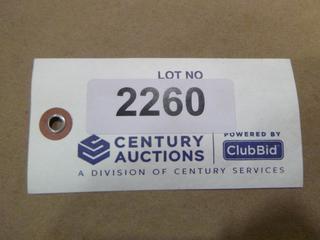 LOT NO
2260
CENTURY AUCTIONS
POWERED BY
ClubBid
A DIVISION OF CENTURY SERVICES